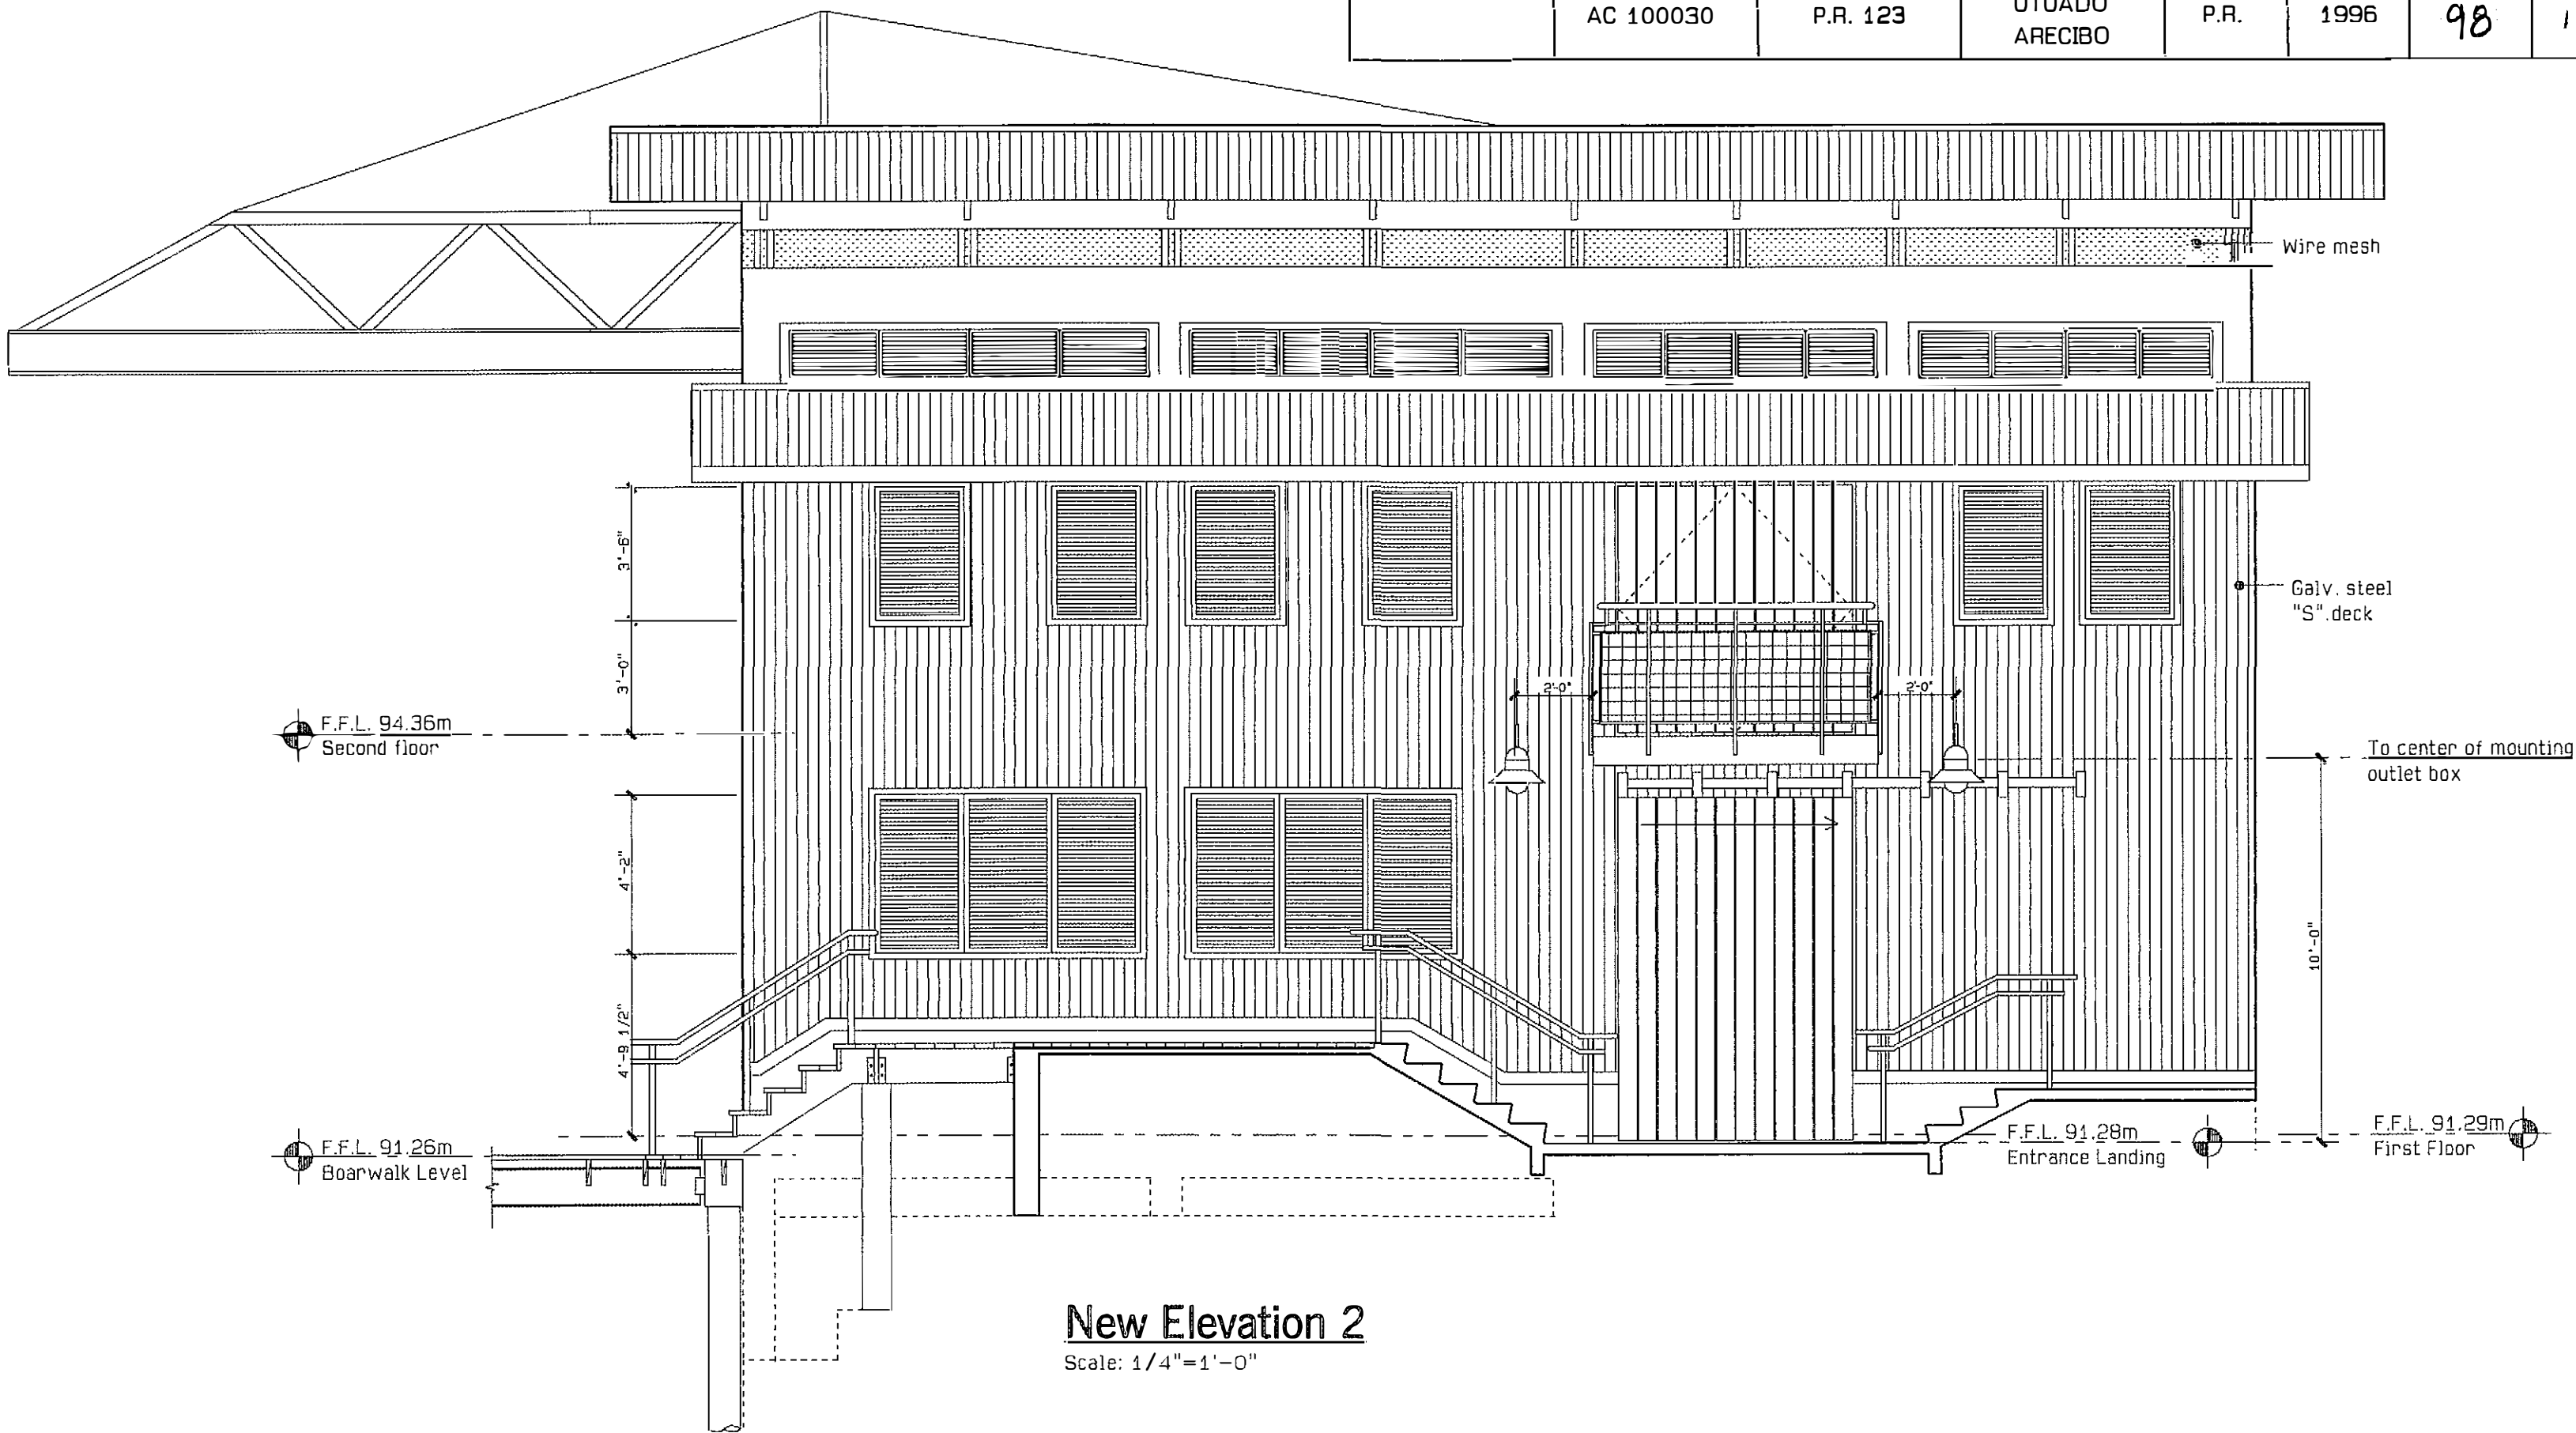 AC 100030
P.R. 123
UTUADO
ARECIBO
P.R.
1996
98
Wire mesh
3'-6"
Galv. steel
"S".deck
3'-0"
2'-0"
2'-0"
F.F.L. 94.36m
Second floor
To center of mounting
outlet box
4'-2"
10'-0"
4'-9 1/2"
F.F.L. 91.26m
Boarwalk Level
F.F.L. 91.28m
Entrance Landing
F.F.L. 91.29m
First Floor
New Elevation 2
Scale: 1/4"=1'-0"